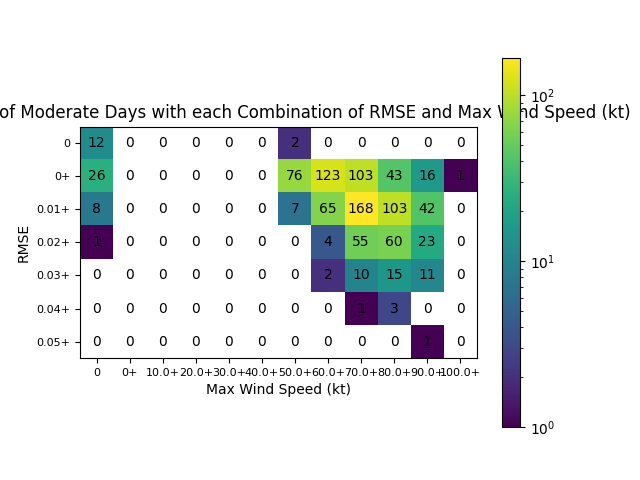 of Moderate Days with each Combination of RMSE and Max Wind Speed (kt)
RMSE
0 12 0 0 0 0 0 2 0 0 0 0 0
0+ 26 0 0 0 0 0 76 123 103 43 16 1
0.01+ 8 0 0 0 0 0 7 65 168 103 42 0
0.02+ 1 0 0 0 0 0 0 4 55 60 23 0
0.03+ 0 0 0 0 0 0 0 2 10 15 11 0
0.04+ 0 0 0 0 0 0 0 0 1 3 0 0
0.05+ 0 0 0 0 0 0 0 0 0 0 1 0
0 0+ 10.0+ 20.0+ 30.0+ 40.0+ 50.0+ 60.0+ 70.0+ 80.0+ 90.0+ 100.0+
Max Wind Speed (kt)
10²
10¹
10⁰